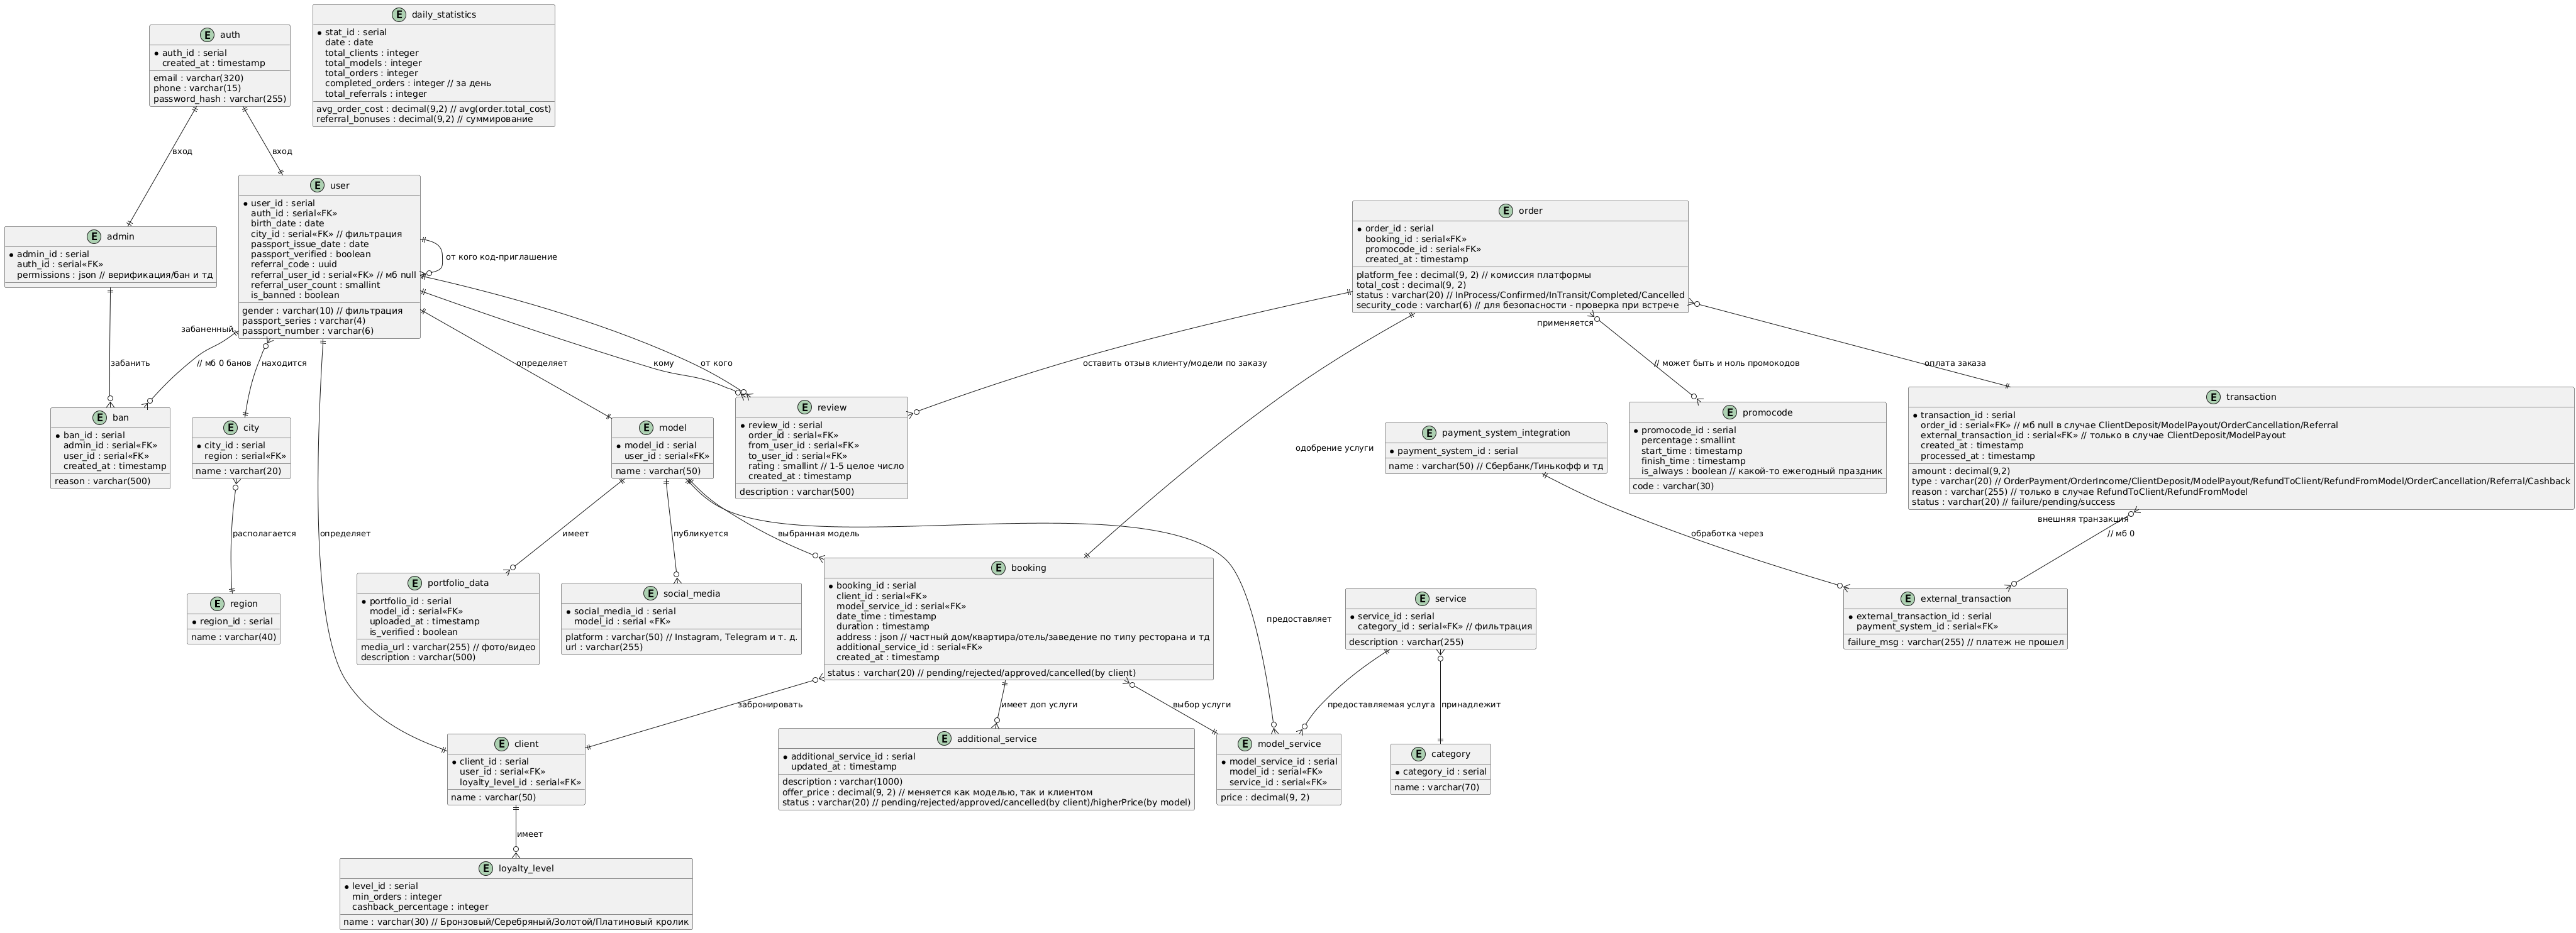 daily_statistics
stat_id : serial
date : date
total_clients : integer
total_models : integer
total_orders : integer
completed_orders : integer // за день
total_referrals : integer
avg_order_cost : decimal(9,2) // avg(order.total_cost)
referral_bonuses : decimal(9,2) // суммирование
auth
auth_id : serial
created_at : timestamp
email : varchar(320)
phone : varchar(15)
password_hash : varchar(255)
вход
вход
user
user_id : serial
auth_id : serial«FK»
birth_date : date
city_id : serial«FK» // фильтрация
passport_issue_date : date
passport_verified : boolean
referral_code : uuid
referral_user_id : serial«FK» // мб null
referral_user_count : smallint
is_banned : boolean
gender : varchar(10) // фильтрация
passport_series : varchar(4)
passport_number : varchar(6)
от кого код-приглашение
admin
admin_id : serial
auth_id : serial«FK»
permissions : json // верификация/бан и тд
order
order_id : serial
booking_id : serial«FK»
promocode_id : serial«FK»
created_at : timestamp
platform_fee : decimal(9, 2) // комиссия платформы
total_cost : decimal(9, 2)
status : varchar(20) // InProcess/Confirmed/InTransit/Completed/Cancelled
security_code : varchar(6) // для безопасности - проверка при встрече
забаненный
применяется
забанить
// мб 0 банов
находится
определяет
кому
от кого
оставить отзыв клиенту/модели по заказу
// может быть и ноль промокодов
оплата заказа
ban
ban_id : serial
admin_id : serial«FK»
user_id : serial«FK»
created_at : timestamp
reason : varchar(500)
city
city_id : serial
region : serial«FK»
name : varchar(20)
model
model_id : serial
user_id : serial«FK»
name : varchar(50)
review
review_id : serial
order_id : serial«FK»
from_user_id : serial«FK»
to_user_id : serial«FK»
rating : smallint // 1-5 целое число
created_at : timestamp
description : varchar(500)
одобрение услуги
payment_system_integration
payment_system_id : serial
name : varchar(50) // Сбербанк/Тинькофф и тд
promocode
promocode_id : serial
percentage : smallint
start_time : timestamp
finish_time : timestamp
is_always : boolean // какой-то ежегодный праздник
code : varchar(30)
transaction
transaction_id : serial
order_id : serial«FK» // мб null в случае ClientDeposit/ModelPayout/OrderCancellation/Referral
external_transaction_id : serial«FK» // только в случае ClientDeposit/ModelPayout
created_at : timestamp
processed_at : timestamp
amount : decimal(9,2)
type : varchar(20) // OrderPayment/OrderIncome/ClientDeposit/ModelPayout/RefundToClient/RefundFromModel/OrderCancellation/Referral/Cashback
reason : varchar(255) // только в случае RefundToClient/RefundFromModel
status : varchar(20) // failure/pending/success
располагается
определяет
имеет
публикуется
выбранная модель
обработка через
внешняя транзакция
// мб 0
region
region_id : serial
name : varchar(40)
portfolio_data
portfolio_id : serial
model_id : serial«FK»
uploaded_at : timestamp
is_verified : boolean
media_url : varchar(255) // фото/видео
description : varchar(500)
social_media
social_media_id : serial
model_id : serial «FK»
platform : varchar(50) // Instagram, Telegram и т. д.
url : varchar(255)
booking
booking_id : serial
client_id : serial«FK»
model_service_id : serial«FK»
date_time : timestamp
duration : timestamp
address : json // частный дом/квартира/отель/заведение по типу ресторана и тд
additional_service_id : serial«FK»
created_at : timestamp
status : varchar(20) // pending/rejected/approved/cancelled(by client)
предоставляет
service
service_id : serial
category_id : serial«FK» // фильтрация
description : varchar(255)
external_transaction
external_transaction_id : serial
payment_system_id : serial«FK»
failure_msg : varchar(255) // платеж не прошел
забронировать
имеет доп услуги
выбор услуги
предоставляемая услуга
принадлежит
client
client_id : serial
user_id : serial«FK»
loyalty_level_id : serial«FK»
name : varchar(50)
additional_service
additional_service_id : serial
updated_at : timestamp
description : varchar(1000)
offer_price : decimal(9, 2) // меняется как моделью, так и клиентом
status : varchar(20) // pending/rejected/approved/cancelled(by client)/higherPrice(by model)
model_service
model_service_id : serial
model_id : serial«FK»
service_id : serial«FK»
price : decimal(9, 2)
category
category_id : serial
name : varchar(70)
имеет
loyalty_level
level_id : serial
min_orders : integer
cashback_percentage : integer
name : varchar(30) // Бронзовый/Серебряный/Золотой/Платиновый кролик